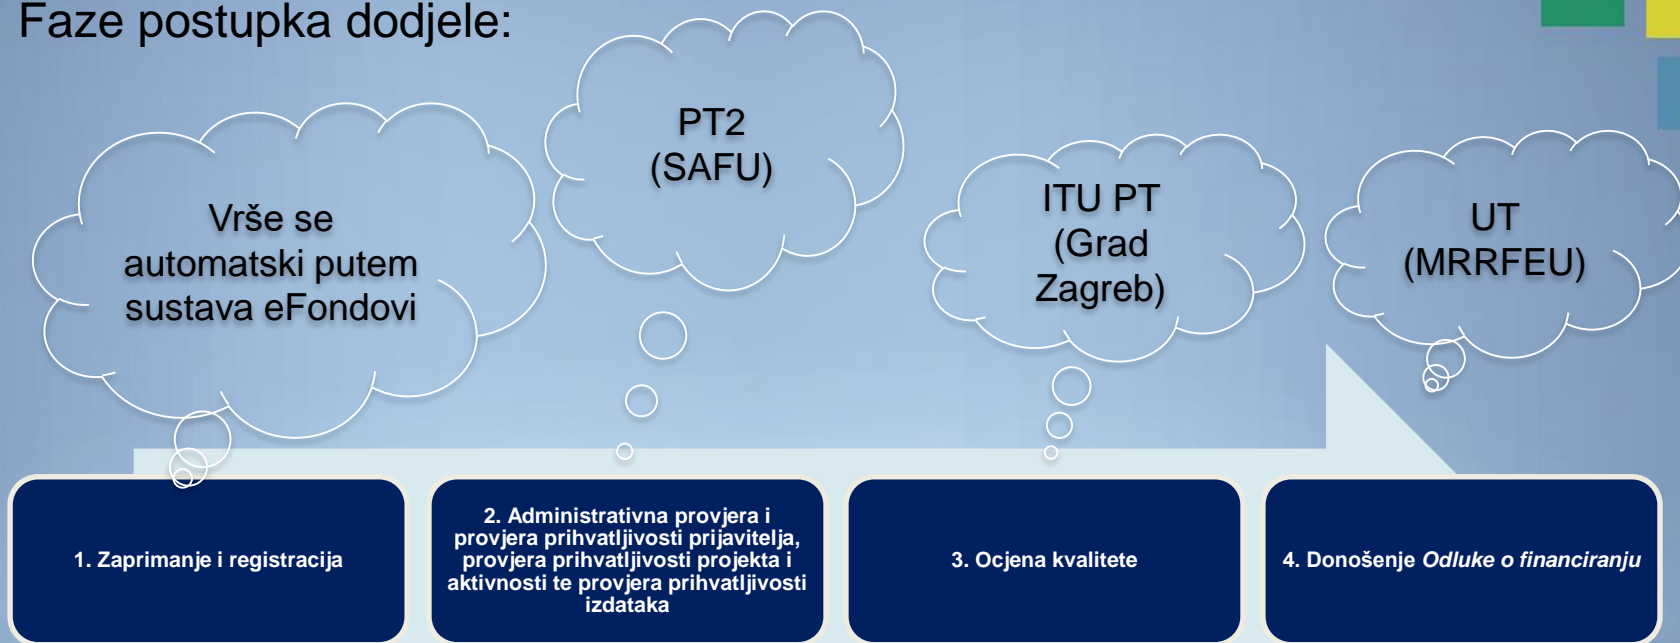 Faze postupka dodjele:
Vrše se
automatski putem
sustava eFondovi
PT2
(SAFU)
ITU PT
(Grad
Zagreb)
UT
(MRRFEU)
1. Zaprimanje i registracija
2. Administrativna provjera i
provjera prihvatljivosti prijavitelja,
provjera prihvatljivosti projekta i
aktivnosti te provjera prihvatljivosti
izdataka
3. Ocjena kvalitete
4. Donošenje Odluke o financiranju